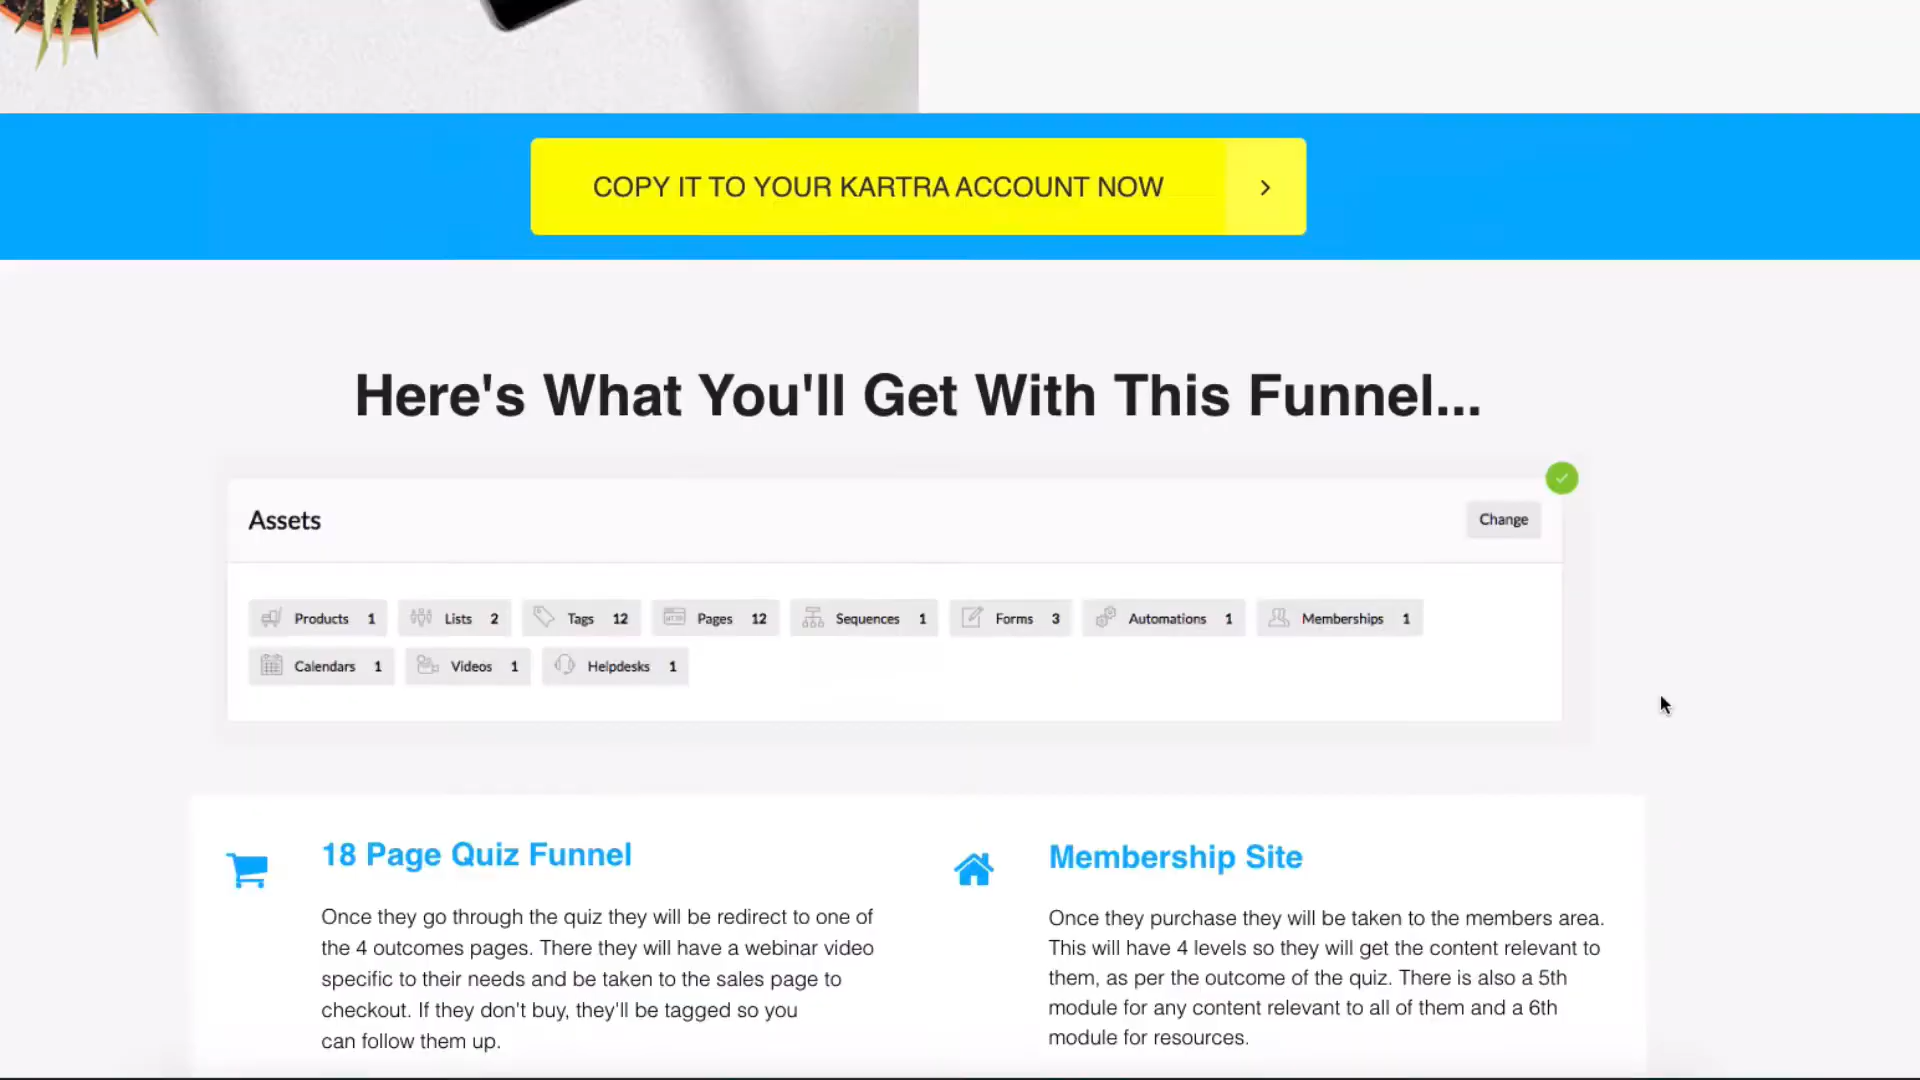 COPY IT TO YOUR KARTRA ACCOUNT NOW
Here's What You'll Get With This Funnel...
Assets
Change
Products 1 Lists 2 Tags 12 Pages 12 Sequences 1 Forms 3 Automations 1 Memberships 1
Calendars 1 Videos 1 Helpdesks 1
18 Page Quiz Funnel
Once they go through the quiz they will be redirect to one of
the 4 outcomes pages. There they will have a webinar video
specific to their needs and be taken to the sales page to
checkout. If they don't buy, they'll be tagged so you
can follow them up.
Membership Site
Once they purchase they will be taken to the members area.
This will have 4 levels so they will get the content relevant to
them, as per the outcome of the quiz. There is also a 5th
module for any content relevant to all of them and a 6th
module for resources.